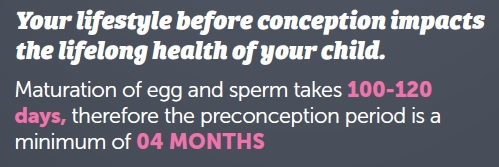 Your lifestyle before conception impacts
the lifelong health of your child.
Maturation of egg and sperm takes 100-120
days, therefore the preconception period is a
minimum of 04 MONTHS